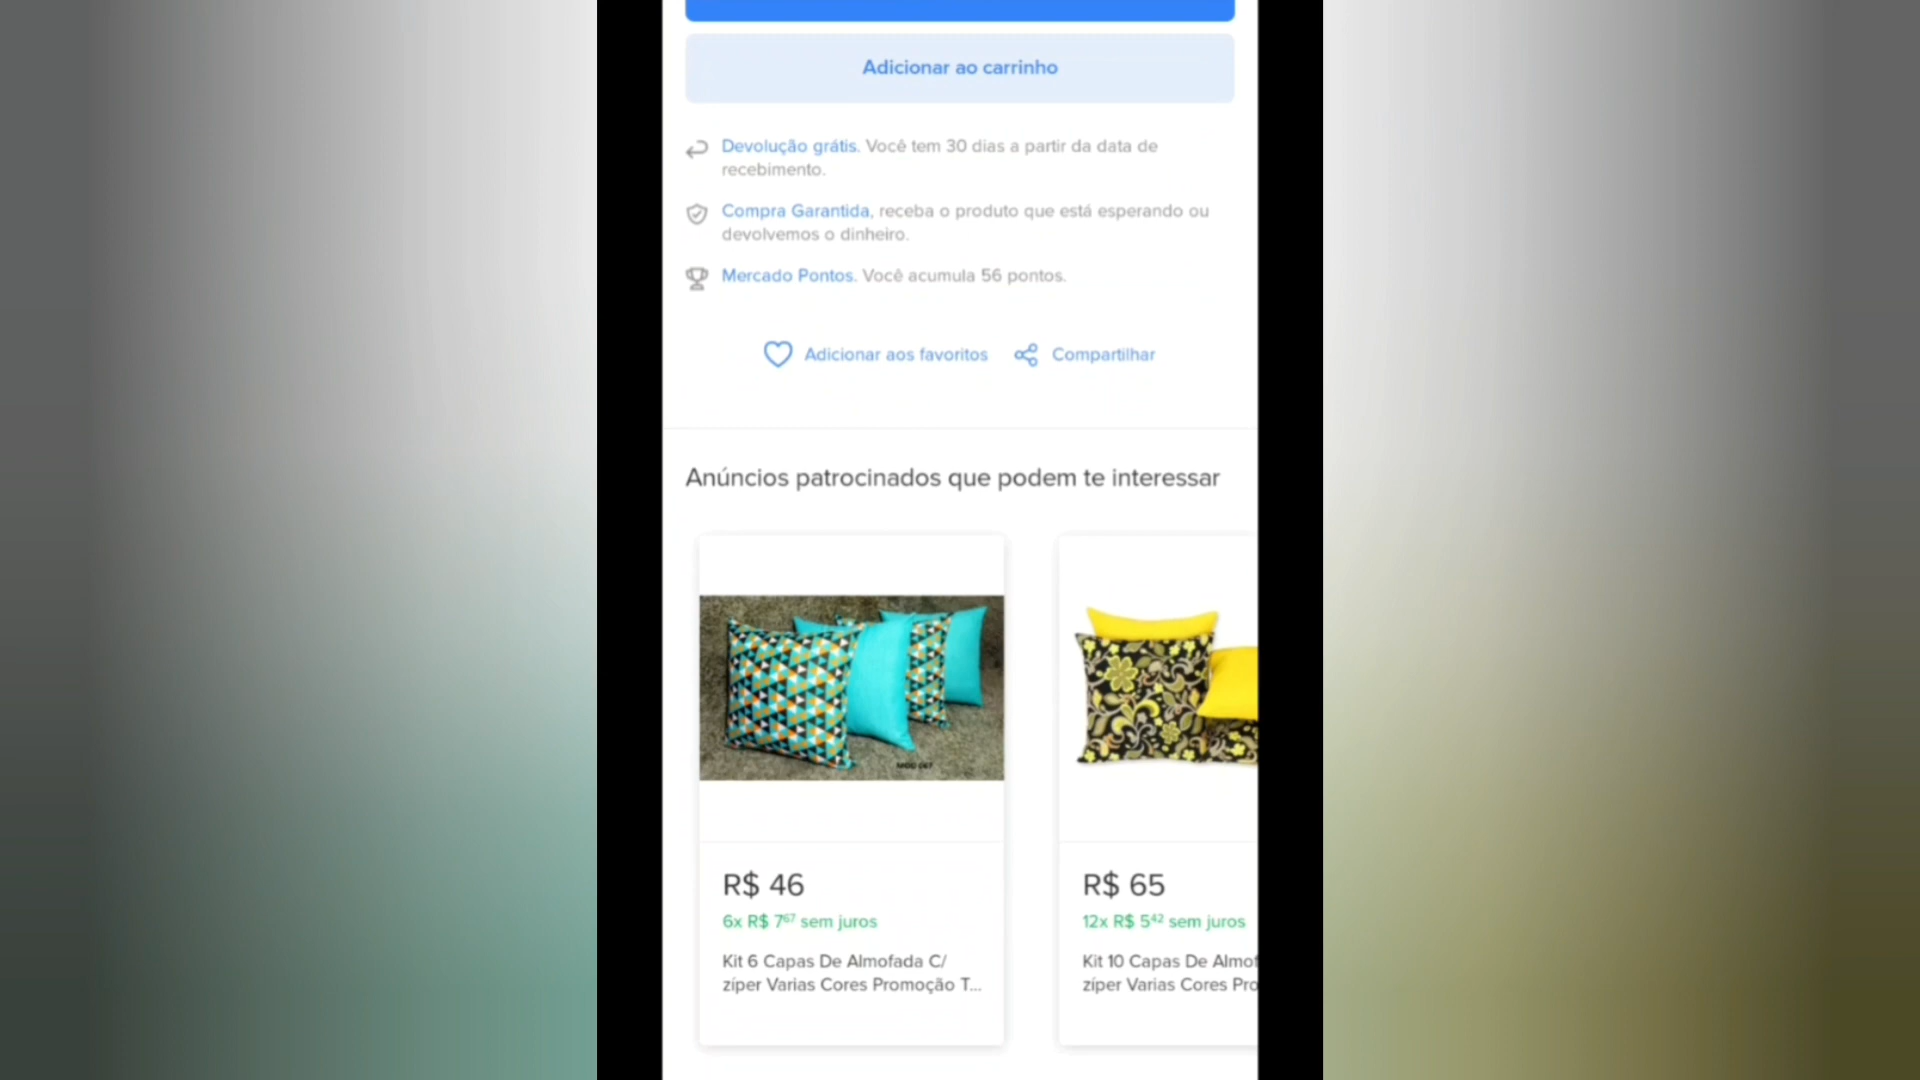 Adicionar ao carrinho
Devolução grátis. Você tem 30 dias a partir da data de
recebimento.
Compra Garantida, receba o produto que está esperando ou
devolvemos o dinheiro.
Mercado Pontos. Você acumula 56 pontos.
Adicionar aos favoritos
Compartilhar
Anúncios patrocinados que podem te interessar
R$ 46
6x R$ 7⁶⁷ sem juros
Kit 6 Capas De Almofada C/
zíper Varias Cores Promoção T...
R$ 65
12x R$ 5⁴² sem juros
Kit 10 Capas De Almof
zíper Varias Cores Pro